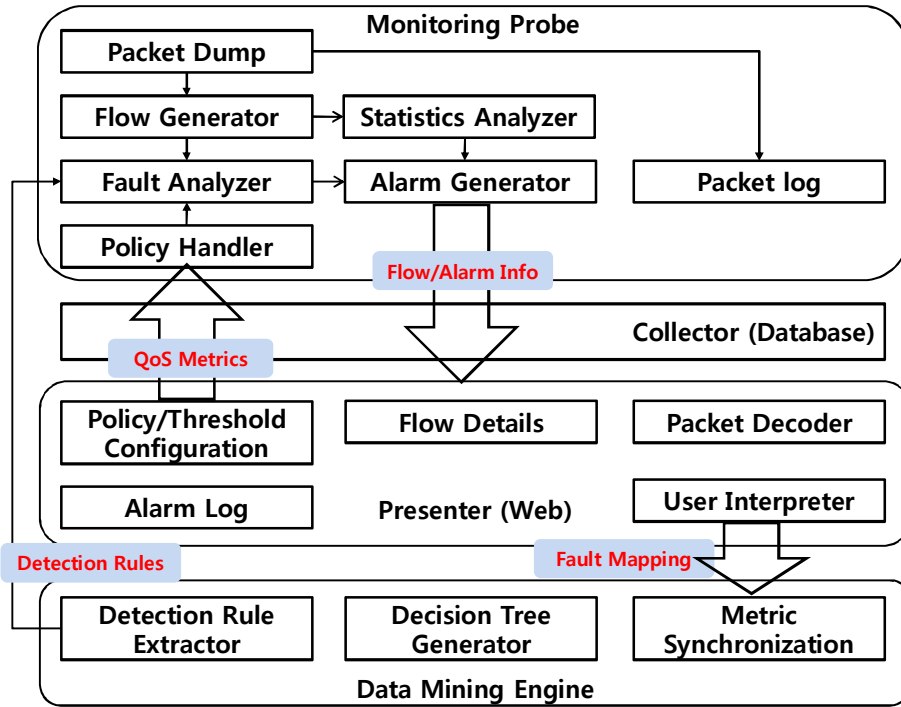 Monitoring Probe
Packet Dump
Flow Generator
Statistics Analyzer
Fault Analyzer
Alarm Generator
Packet log
Policy Handler
Flow/Alarm Info
Collector (Database)
QoS Metrics
Policy/Threshold
Configuration
Flow Details
Packet Decoder
Alarm Log
Presenter (Web)
User Interpreter
Detection Rules
Fault Mapping
Detection Rule
Extractor
Decision Tree
Generator
Metric
Synchronization
Data Mining Engine